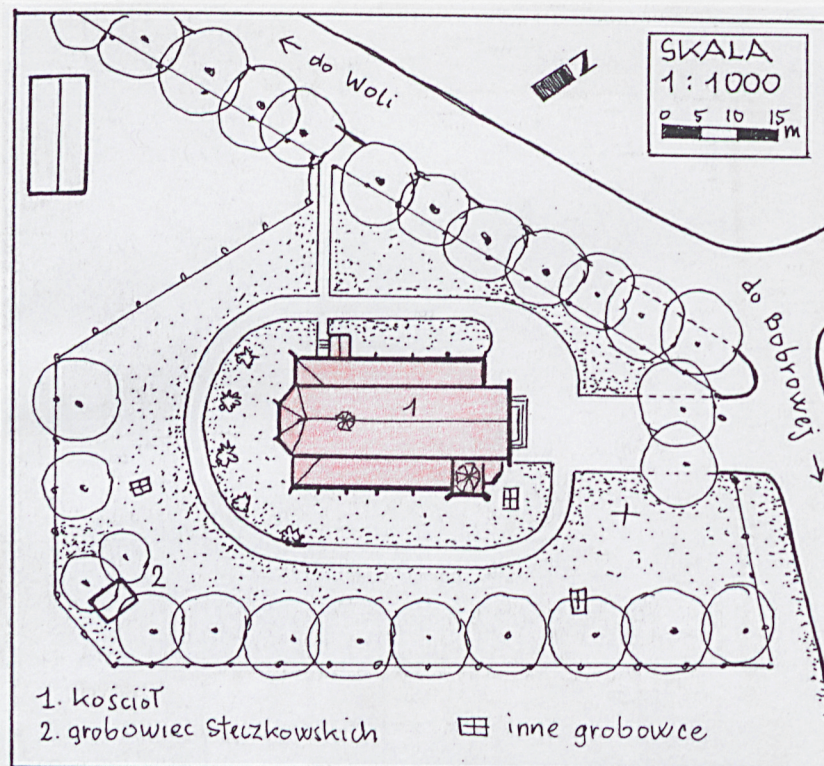 ← do Woli
SKALA
1:1000
0 5 10 15
m
do Bobrowej →
1
2
1. kościół
2. grobowiec Steczkowskich
inne grobowce